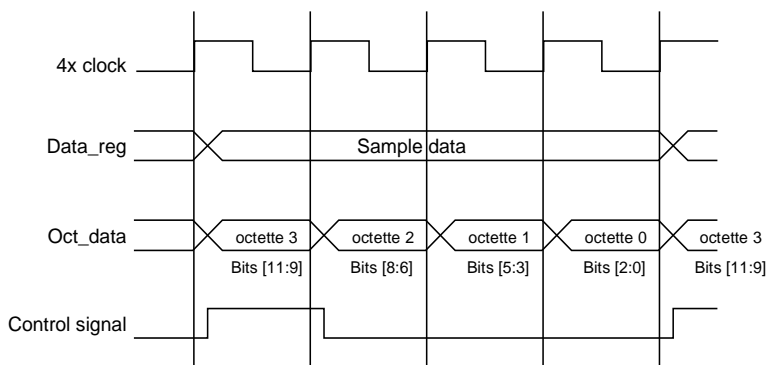 4x clock
Data_reg
Sample data
Oct_data
octette 3
octette 2
octette 1
octette 0
octette 3
Bits [11:9]
Bits [8:6]
Bits [5:3]
Bits [2:0]
Bits [11:9]
Control signal